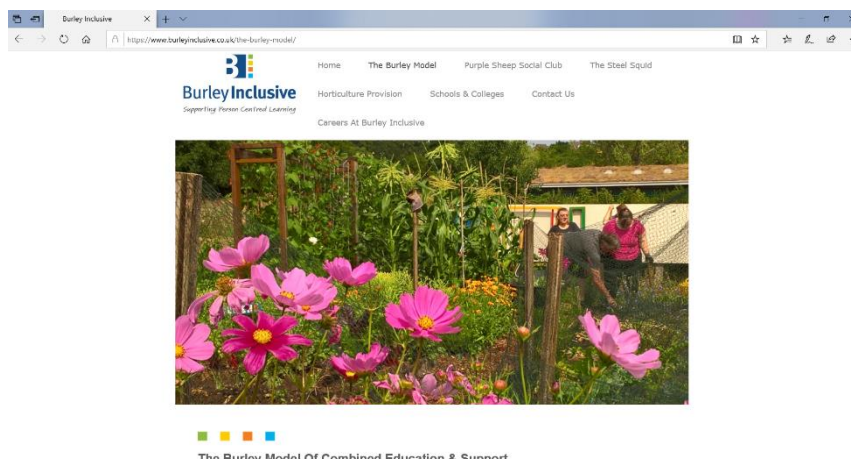 Burley Inclusive
https://www.burleyinclusive.co.uk/the-burley-model/
Burley Inclusive
Supporting Person Centred Learning
Home The Burley Model Purple Sheep Social Club The Steel Squid
Horticulture Provision Schools & Colleges Contact Us
Careers At Burley Inclusive
The Burley Model Of Combined Education & Support